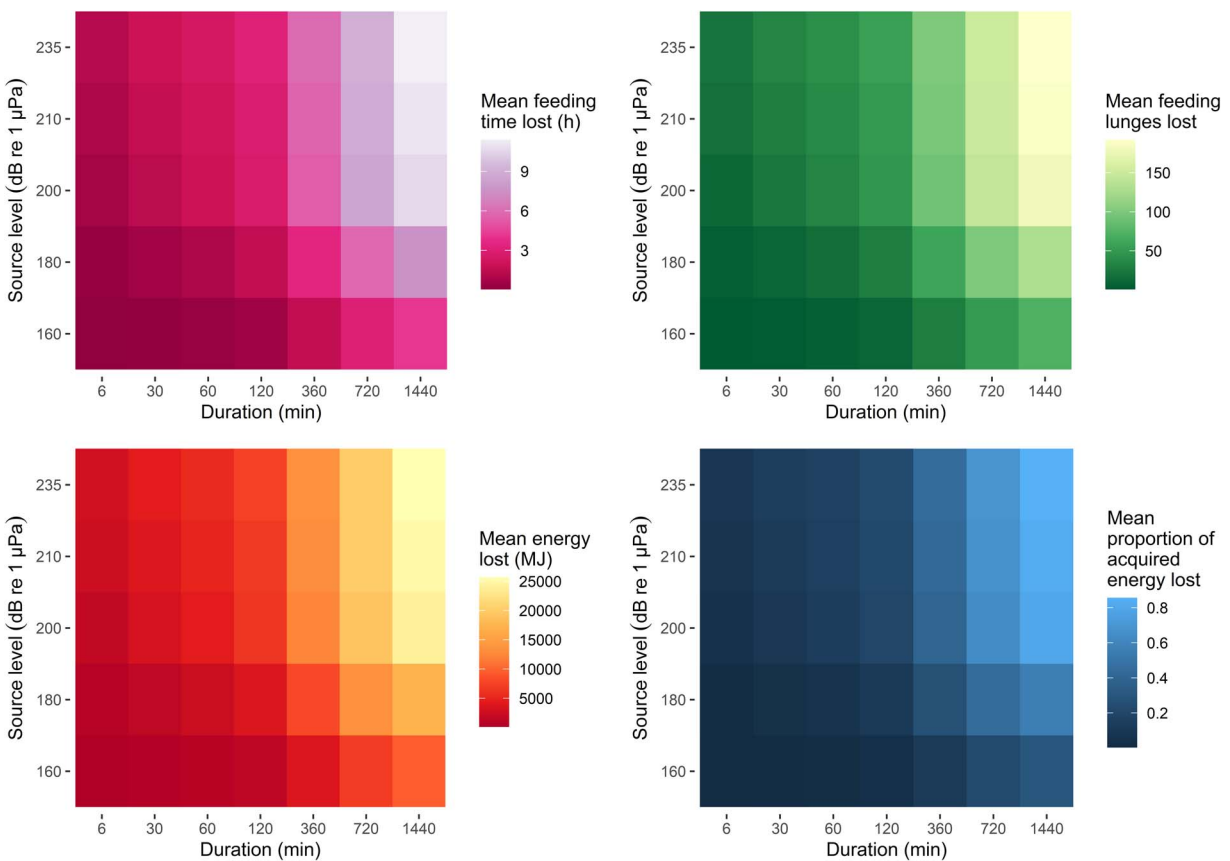 Source level (dB re 1 µPa)
235
210
200
180
160
6 30 60 120 360 720 1440
Duration (min)
Mean feeding
time lost (h)
9
6
3
Source level (dB re 1 µPa)
235
210
200
180
160
6 30 60 120 360 720 1440
Duration (min)
Mean feeding
lunges lost
150
100
50
Source level (dB re 1 µPa)
235
210
200
180
160
6 30 60 120 360 720 1440
Duration (min)
Mean energy
lost (MJ)
25000
20000
15000
10000
5000
Source level (dB re 1 µPa)
235
210
200
180
160
6 30 60 120 360 720 1440
Duration (min)
Mean
proportion of
acquired
energy lost
0.8
0.6
0.4
0.2